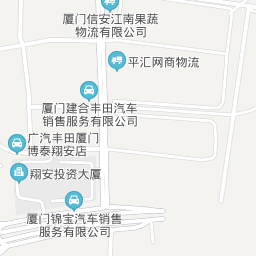 厦门信安江南果蔬
物流有限公司
平汇网商物流
厦门建合丰田汽车
销售服务有限公司
广汽丰田厦门
博泰翔安店
翔安投资大厦
厦门锦宝汽车销售
服务有限公司